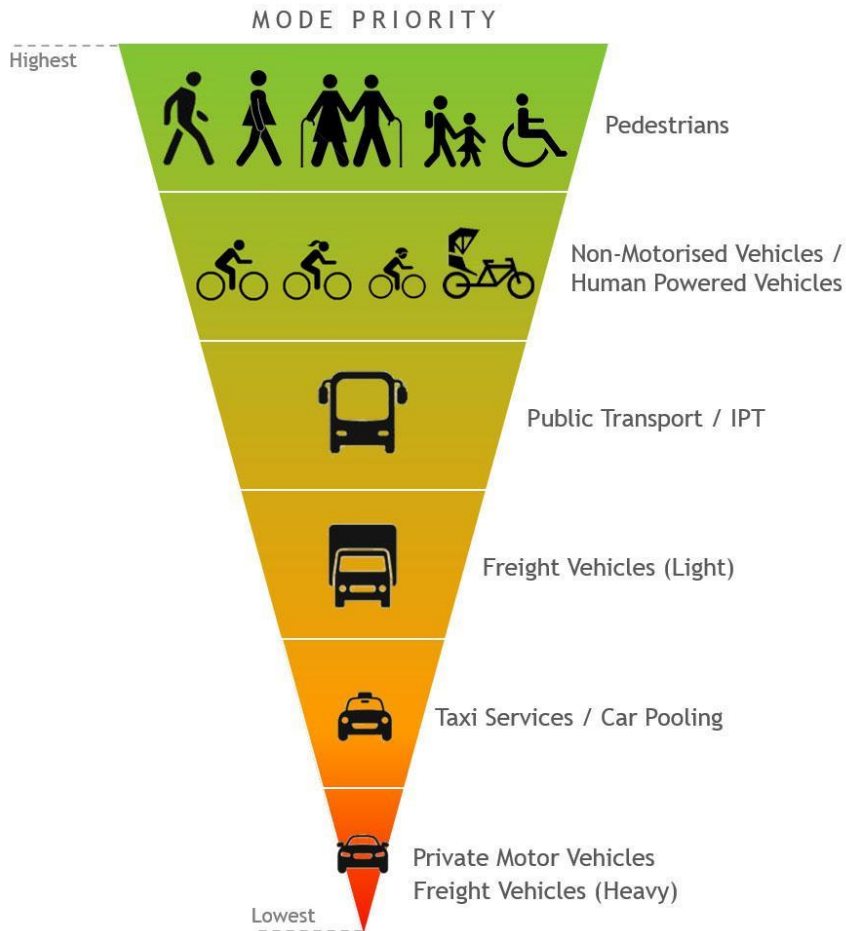 MODE PRIORITY
Highest
Pedestrians
Non-Motorised Vehicles /
Human Powered Vehicles
Public Transport / IPT
Freight Vehicles (Light)
Taxi Services / Car Pooling
Private Motor Vehicles
Freight Vehicles (Heavy)
Lowest